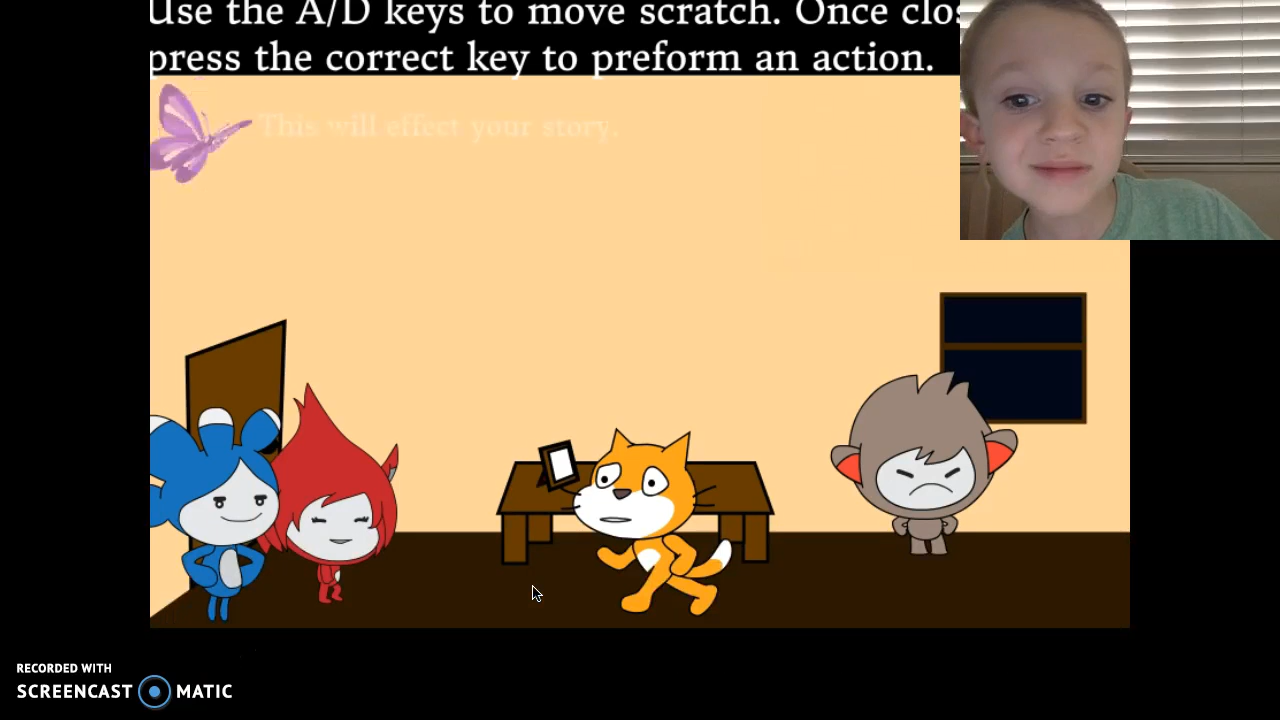 Use the A/D keys to move scratch. Once
press the correct key to preform an action.
This will effect your story.
RECORDED WITH
SCREENCAST MATIC